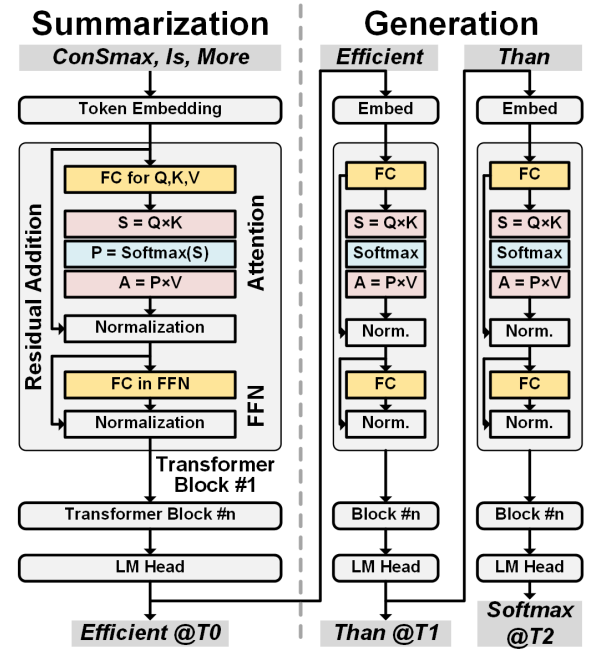 Summarization
ConSmax, Is, More
Token Embedding
Residual Addition
FC for Q,K,V
S = Q×K
P = Softmax(S)
A = P×V
Attention
Normalization
FC in FFN
Normalization
FFN
Transformer
Block #1
Transformer Block #n
LM Head
Efficient @T0
Generation
Efficient
Embed
FC
S = Q×K
Softmax
A = P×V
Norm.
FC
Norm.
Block #n
LM Head
Than @T1
Than
Embed
FC
S = Q×K
Softmax
A = P×V
Norm.
FC
Norm.
Block #n
LM Head
Softmax
@T2